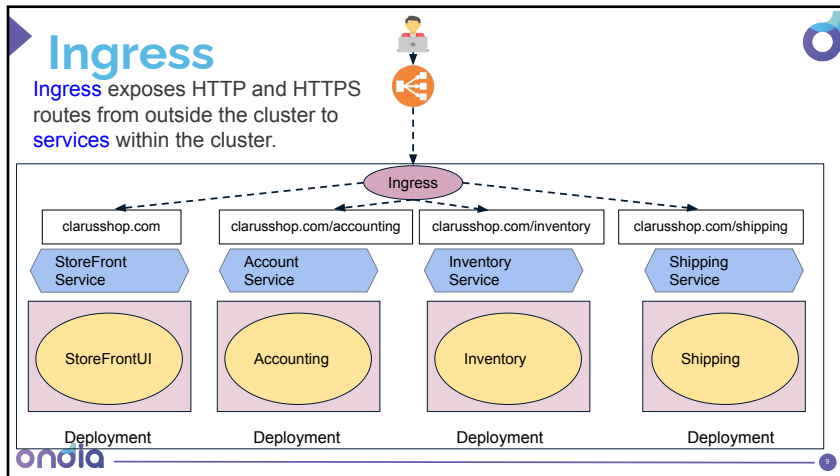 Ingress
Ingress exposes HTTP and HTTPS
routes from outside the cluster to
services within the cluster.
Ingress
clarusshop.com
clarusshop.com/accounting
clarusshop.com/inventory
clarusshop.com/shipping
StoreFront
Service
Account
Service
Inventory
Service
Shipping
Service
StoreFrontUI
Accounting
Inventory
Shipping
Deployment
Deployment
Deployment
Deployment
ondia
9